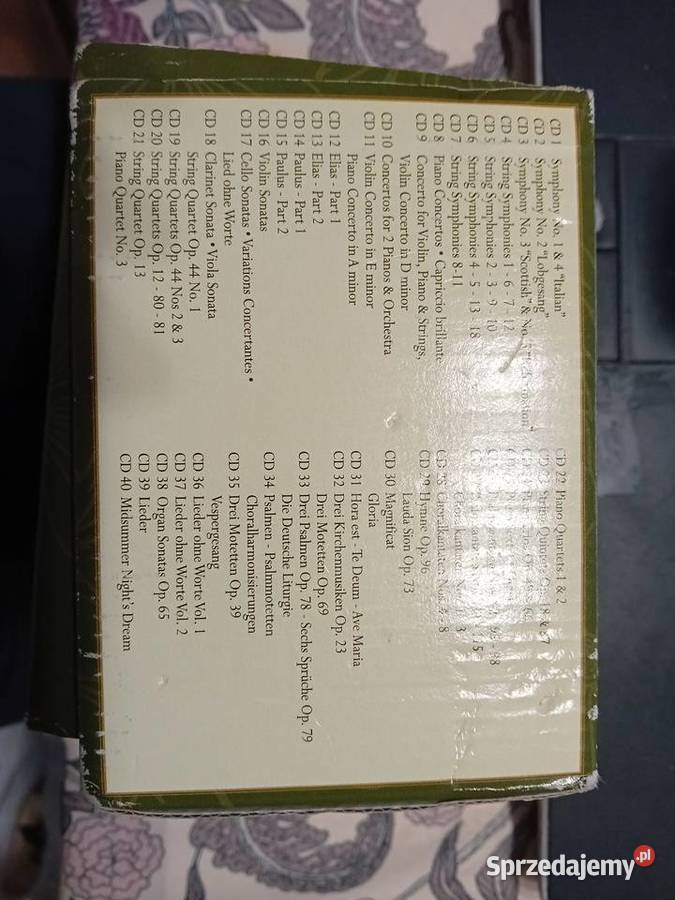 CD 1 Symphony No. 1 & 4 "Italian"
CD 2 Symphony No. 2 "Lobgesang"
CD 3 Symphony No. 3 "Scottish" & No.
CD 4 String Symphonies 1 - 6 - 7 - 12
CD 5 String Symphonies 2 - 3 - 9 - 10
CD 6 String Symphonies 4 - 5 - 13 - 18
CD 7 String Symphonies 8-11
CD 8 Piano Concertos • Capriccio brillante
CD 9 Concerto for Violin, Piano & Strings,
Violin Concerto in D minor
CD 10 Concertos for 2 Pianos & Orchestra
CD 11 Violin Concerto in E minor
Piano Concerto in A minor
CD 12 Elias - Part 1
CD 13 Elias - Part 2
CD 14 Paulus - Part 1
CD 15 Paulus - Part 2
CD 16 Violin Sonatas
CD 17 Cello Sonatas • Variations Concertantes •
Lied ohne Worte
CD 18 Clarinet Sonata • Viola Sonata
String Quartet Op. 44 No. 1
CD 19 String Quartets Op. 44 Nos 2 & 3
CD 20 String Quartets Op. 12 - 80 - 81
CD 21 String Quartet Op. 13
Piano Quartet No. 3
CD 22 Piano Quartets 1 & 2
CD 23 String Quintets
CD 28 Choralkantaten Nos. 4 - 8
CD 29 Hymne Op. 96
Lauda Sion Op. 73
CD 30 Magnificat
Gloria
CD 31 Hora est - Te Deum - Ave Maria
CD 32 Drei Kirchenmusiken Op. 23
Drei Motetten Op. 69
CD 33 Drei Psalmen Op. 78 - Sechs Sprüche Op. 79
Die Deutsche Liturgie
CD 34 Psalmen - Psalmmotetten
Choralharmonisierungen
CD 35 Drei Motetten Op. 39
Vespergesang
CD 36 Lieder ohne Worte Vol. 1
CD 37 Lieder ohne Worte Vol. 2
CD 38 Organ Sonatas Op. 65
CD 39 Lieder
CD 40 Midsummer Night's Dream
Sprzedajemy.pl